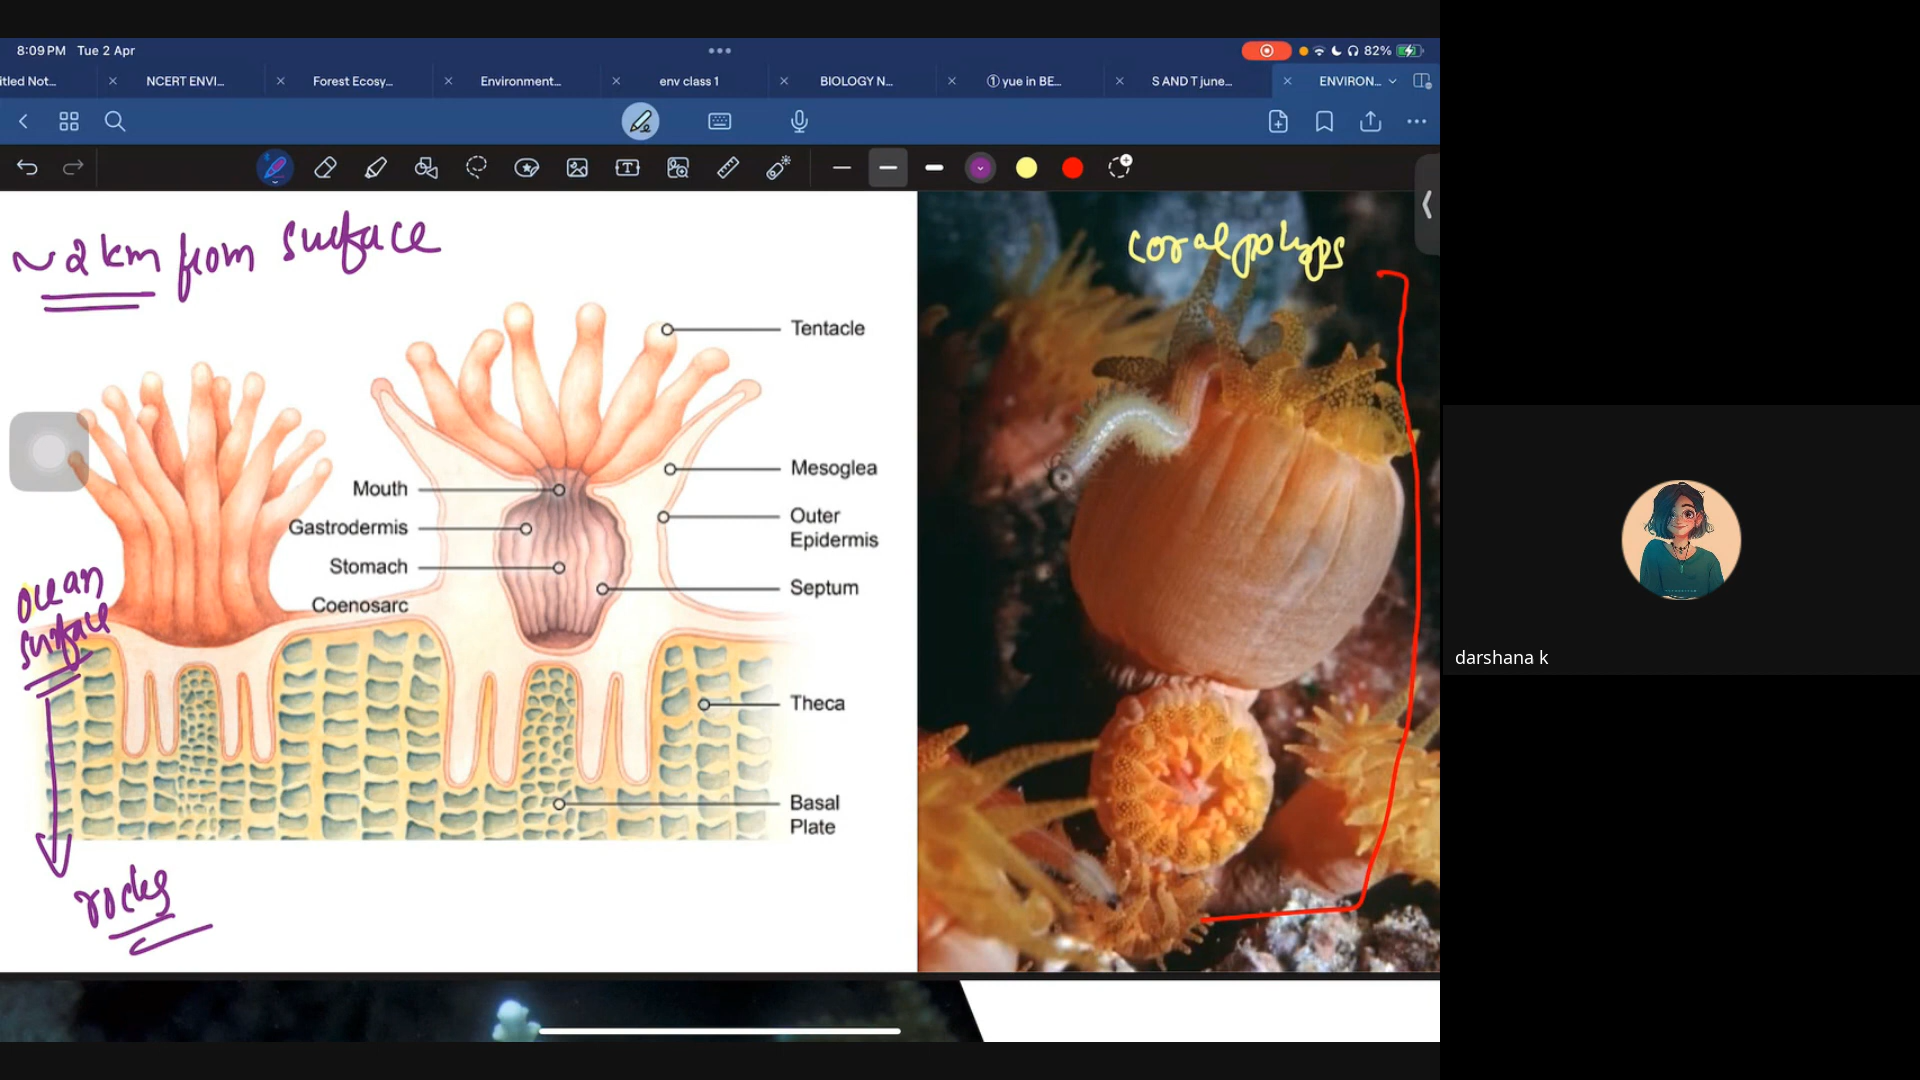 8:09 PM Tue 2 Apr
82%
itled Not...
NCERT ENVI...
Forest Ecosy...
Environment...
env class 1
BIOLOGY N...
① yue in BE...
S AND T june...
ENVIRON...
~2 km from surface
coral polyps
Tentacle
Mesoglea
Mouth
Outer
Epidermis
Gastrodermis
Stomach
Septum
Coenosarc
ocean
surface
Theca
Basal
Plate
rocks
darshana k